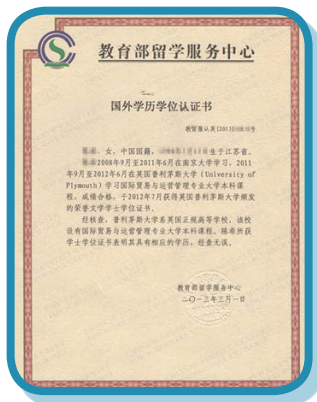 教育部留学服务中心
国外学历学位认证书
教留服认英[2013]
女，中国国籍，
生于江苏省，
2008年9月至2011年6月在南京大学学习，2011
年9月至2012年6月在英国普利茅斯大学（University of
Plymouth）学习国际贸易与运营管理专业大学本科课
程，成绩合格，于2012年7月获得英国普利茅斯大学颁发
的荣誉文学学士学位证书。
经核查，普利茅斯大学系英国正规高等学校，该校
设有国际贸易与运营管理专业大学本科课程。陈希所获
学士学位证书表明其具有相应的学历。经查无误。
教育部留学服务中心
二〇一三年三月一日